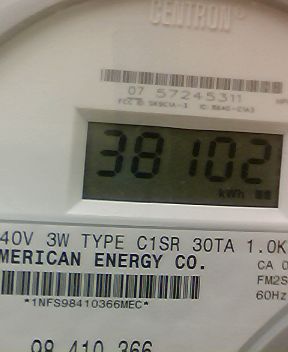 CENTRON®
07 57245311
38102
kWh
40V 3W TYPE C1SR 30TA 1.0K
MERICAN ENERGY CO.
CA 0
FM2S
*1NFS98410366MEC*
60Hz
98 410 366